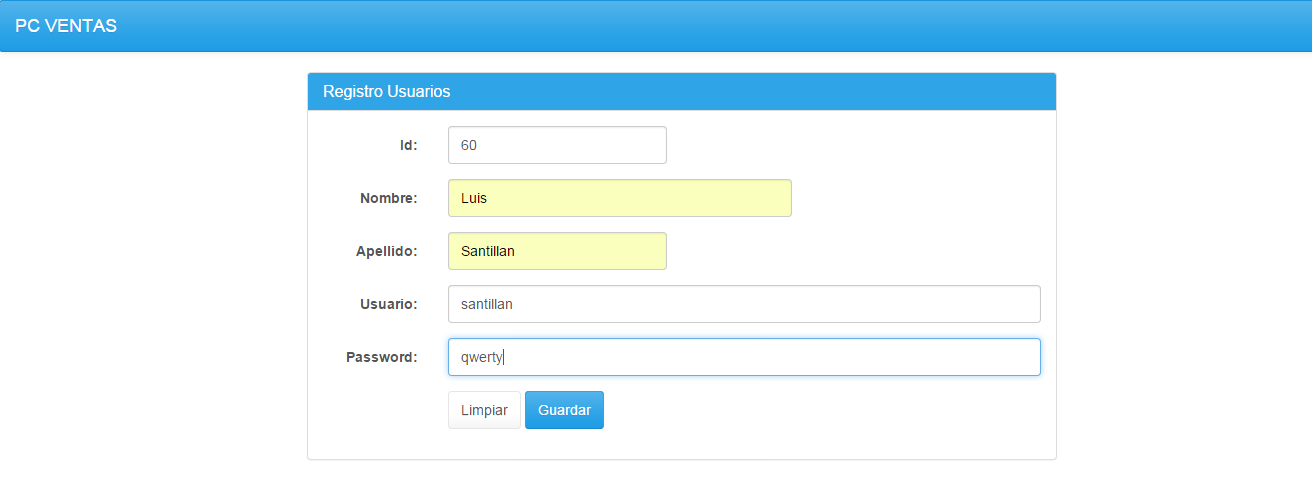 PC VENTAS
Registro Usuarios
Id: 60
Nombre: Luis
Apellido: Santillan
Usuario: santillan
Password: qwerty
Limpiar Guardar